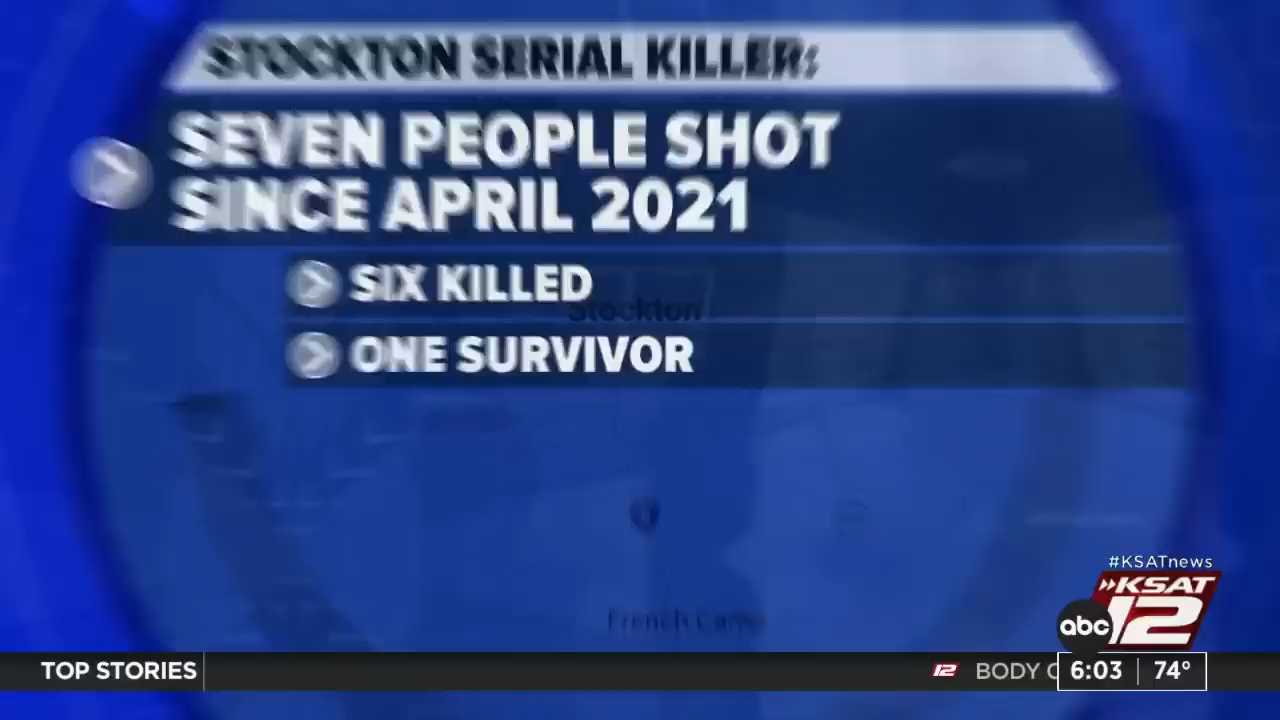 STOCKTON SERIAL KILLER:
SEVEN PEOPLE SHOT
SINCE APRIL 2021
SIX KILLED
Stockton
ONE SURVIVOR
French Camp
#KSATnews
KSAT
12
abc
TOP STORIES
12 BODY
6:03 74°